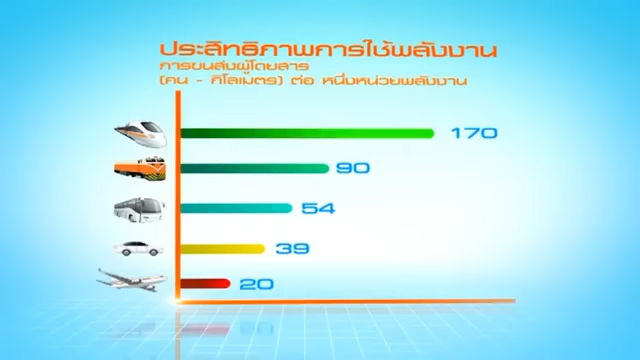 ประสิทธิภาพการใช้พลังงาน
การขนส่งผู้โดยสาร
(คน - กิโลเมตร) ต่อ หนึ่งหน่วยพลังงาน
170
90
54
39
20